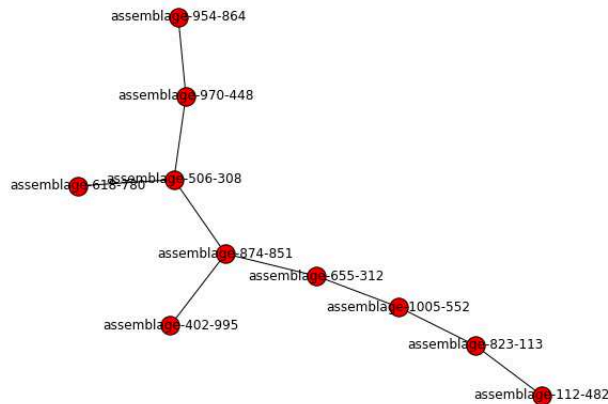 assemblage-954-864
assemblage-970-448
assemblage-506-308
assemblage-618-780
assemblage-874-851
assemblage-655-312
assemblage-1005-552
assemblage-402-995
assemblage-823-113
assemblage-112-482